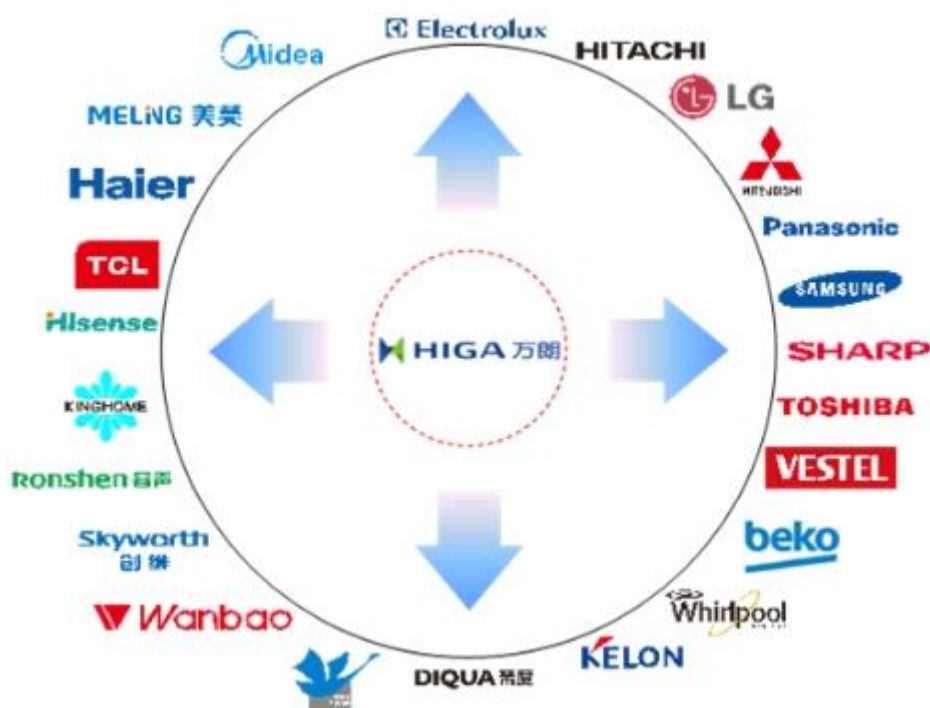 Electrolux
Midea
HITACHI
LG
MELING 美菱
MITSUBISHI
Haier
Panasonic
TCL
SAMSUNG
Hisense
HIGA 万朗
SHARP
KINGHOME
TOSHIBA
Ronshen 容声
VESTEL
Skyworth
创维
beko
Wanbao
Whirlpool
KELON
DIQUA